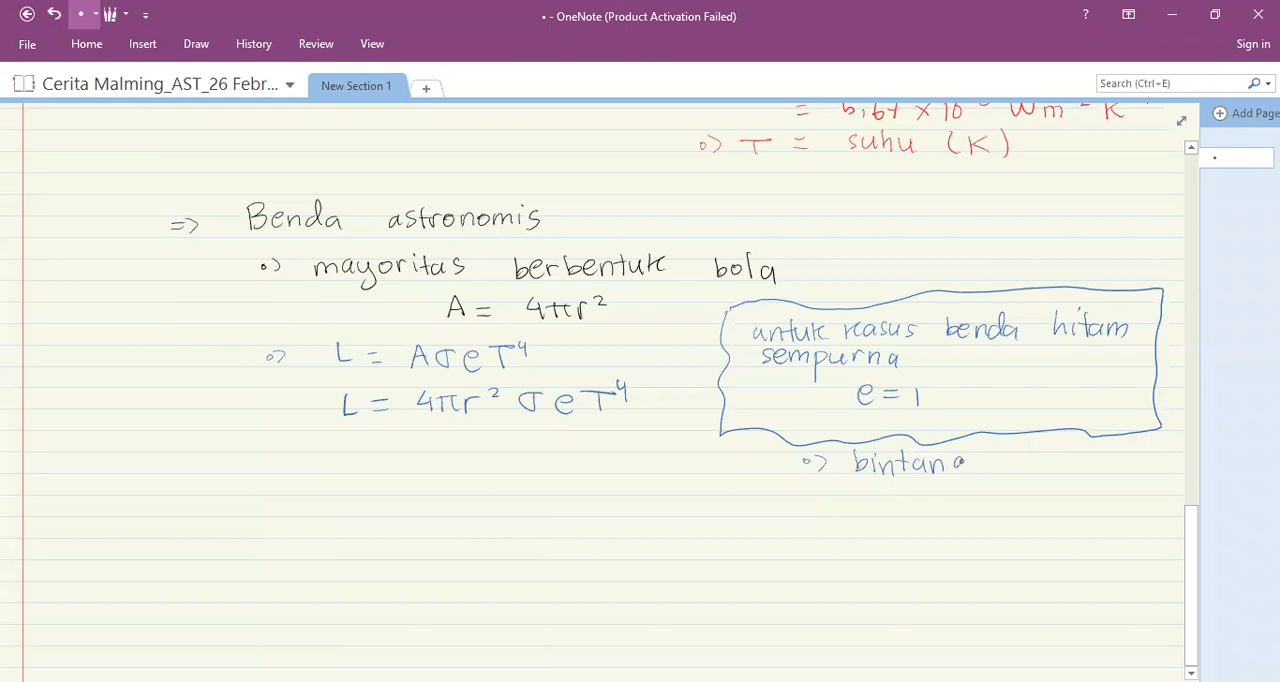 • - OneNote (Product Activation Failed)
File Home Insert Draw History Review View Sign in
Cerita Malming_AST_26 Febr... New Section 1 Search (Ctrl+E)
Add Page
⇒ T = suhu (K)
⇒ Benda astronomis
⇒ mayoritas berbentuk bola
A = 4πr²
⇒ L = AσeT⁴
L = 4πr² σeT⁴
untuk kasus benda hitam
sempurna
e = 1
⇒ bintan